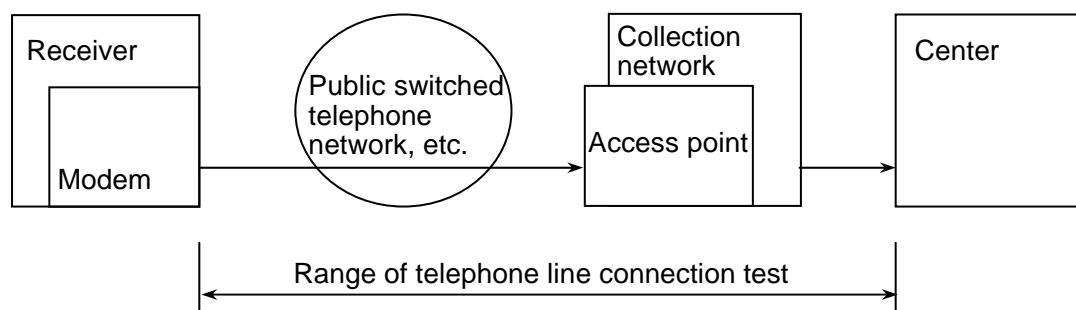 Receiver
Modem
Public switched
telephone
network, etc.
Collection
network
Access point
Center
Range of telephone line connection test